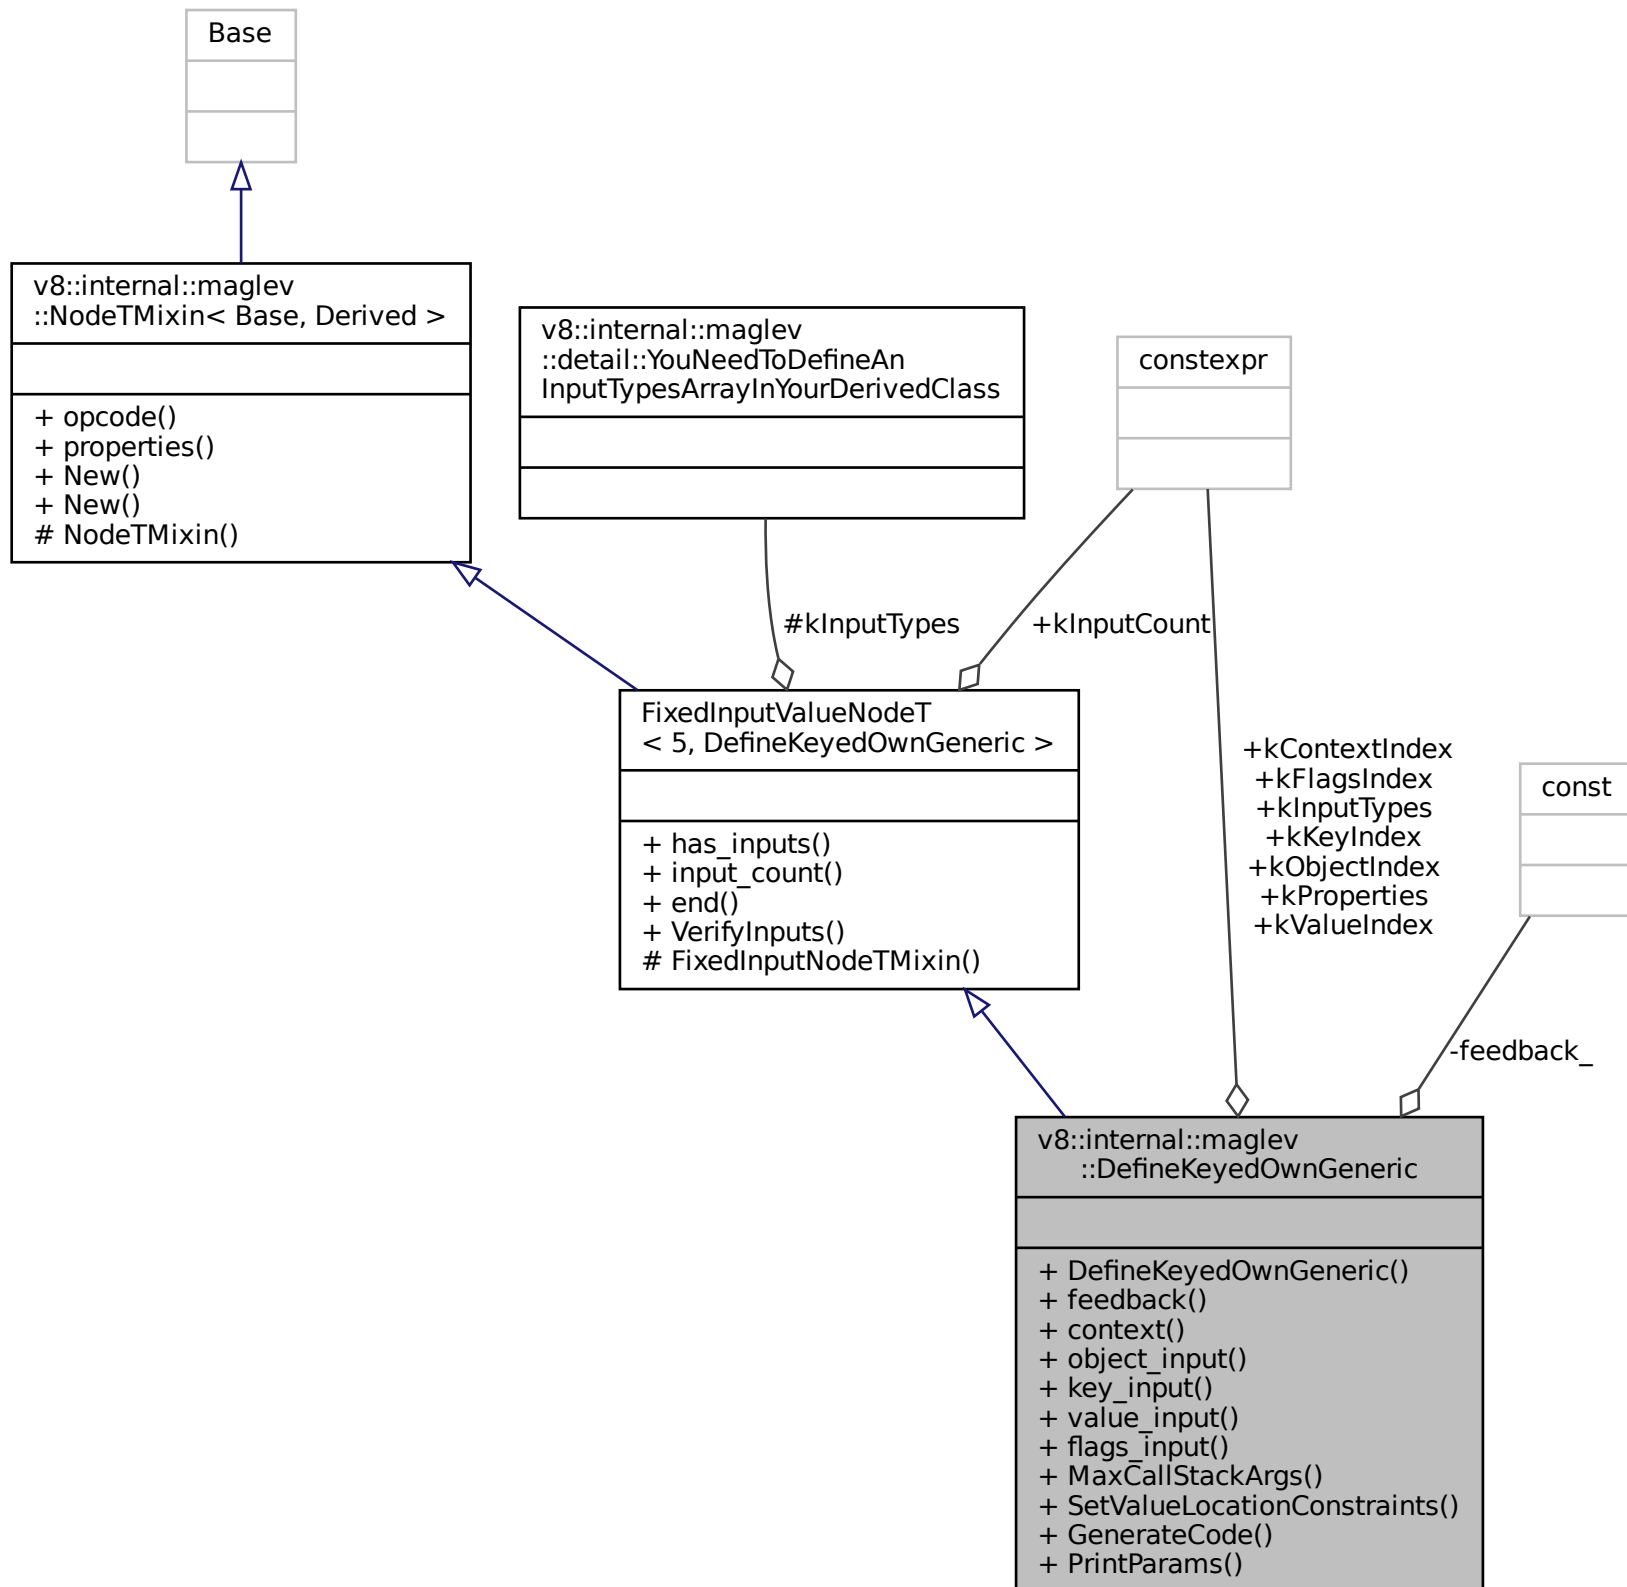 Base
v8::internal::maglev
::NodeTMixin< Base, Derived >
+ opcode()
+ properties()
+ New()
+ New()
# NodeTMixin()
v8::internal::maglev
::detail::YouNeedToDefineAn
InputTypesArrayInYourDerivedClass
constexpr
#kInputTypes
+kInputCount
FixedInputValueNodeT
< 5, DefineKeyedOwnGeneric >
+ has_inputs()
+ input_count()
+ end()
+ VerifyInputs()
# FixedInputNodeTMixin()
+kContextIndex
+kFlagsIndex
+kInputTypes
+kKeyIndex
+kObjectIndex
+kProperties
+kValueIndex
const
-feedback_
v8::internal::maglev
::DefineKeyedOwnGeneric
+ DefineKeyedOwnGeneric()
+ feedback()
+ context()
+ object_input()
+ key_input()
+ value_input()
+ flags_input()
+ MaxCallStackArgs()
+ SetValueLocationConstraints()
+ GenerateCode()
+ PrintParams()